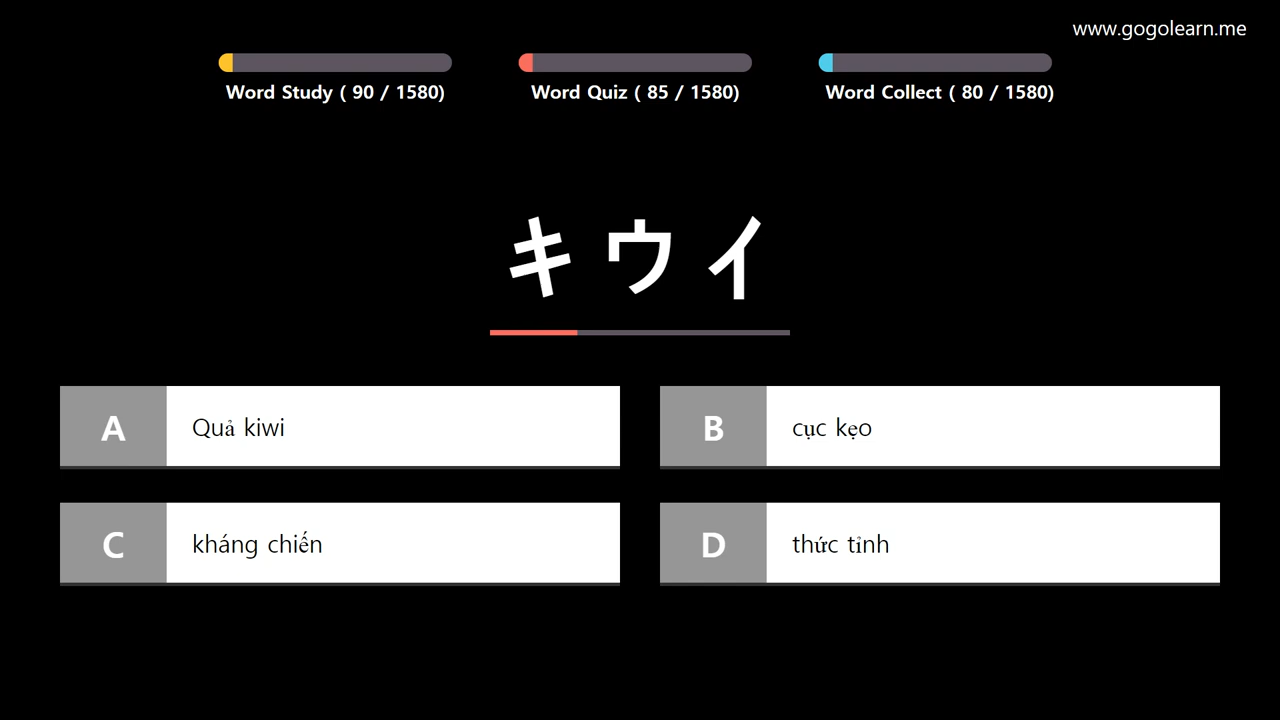 www.gogolearn.me
Word Study ( 90 / 1580)
Word Quiz ( 85 / 1580)
Word Collect ( 80 / 1580)
キウイ
A Quả kiwi
B cục kẹo
C kháng chiến
D thức tỉnh